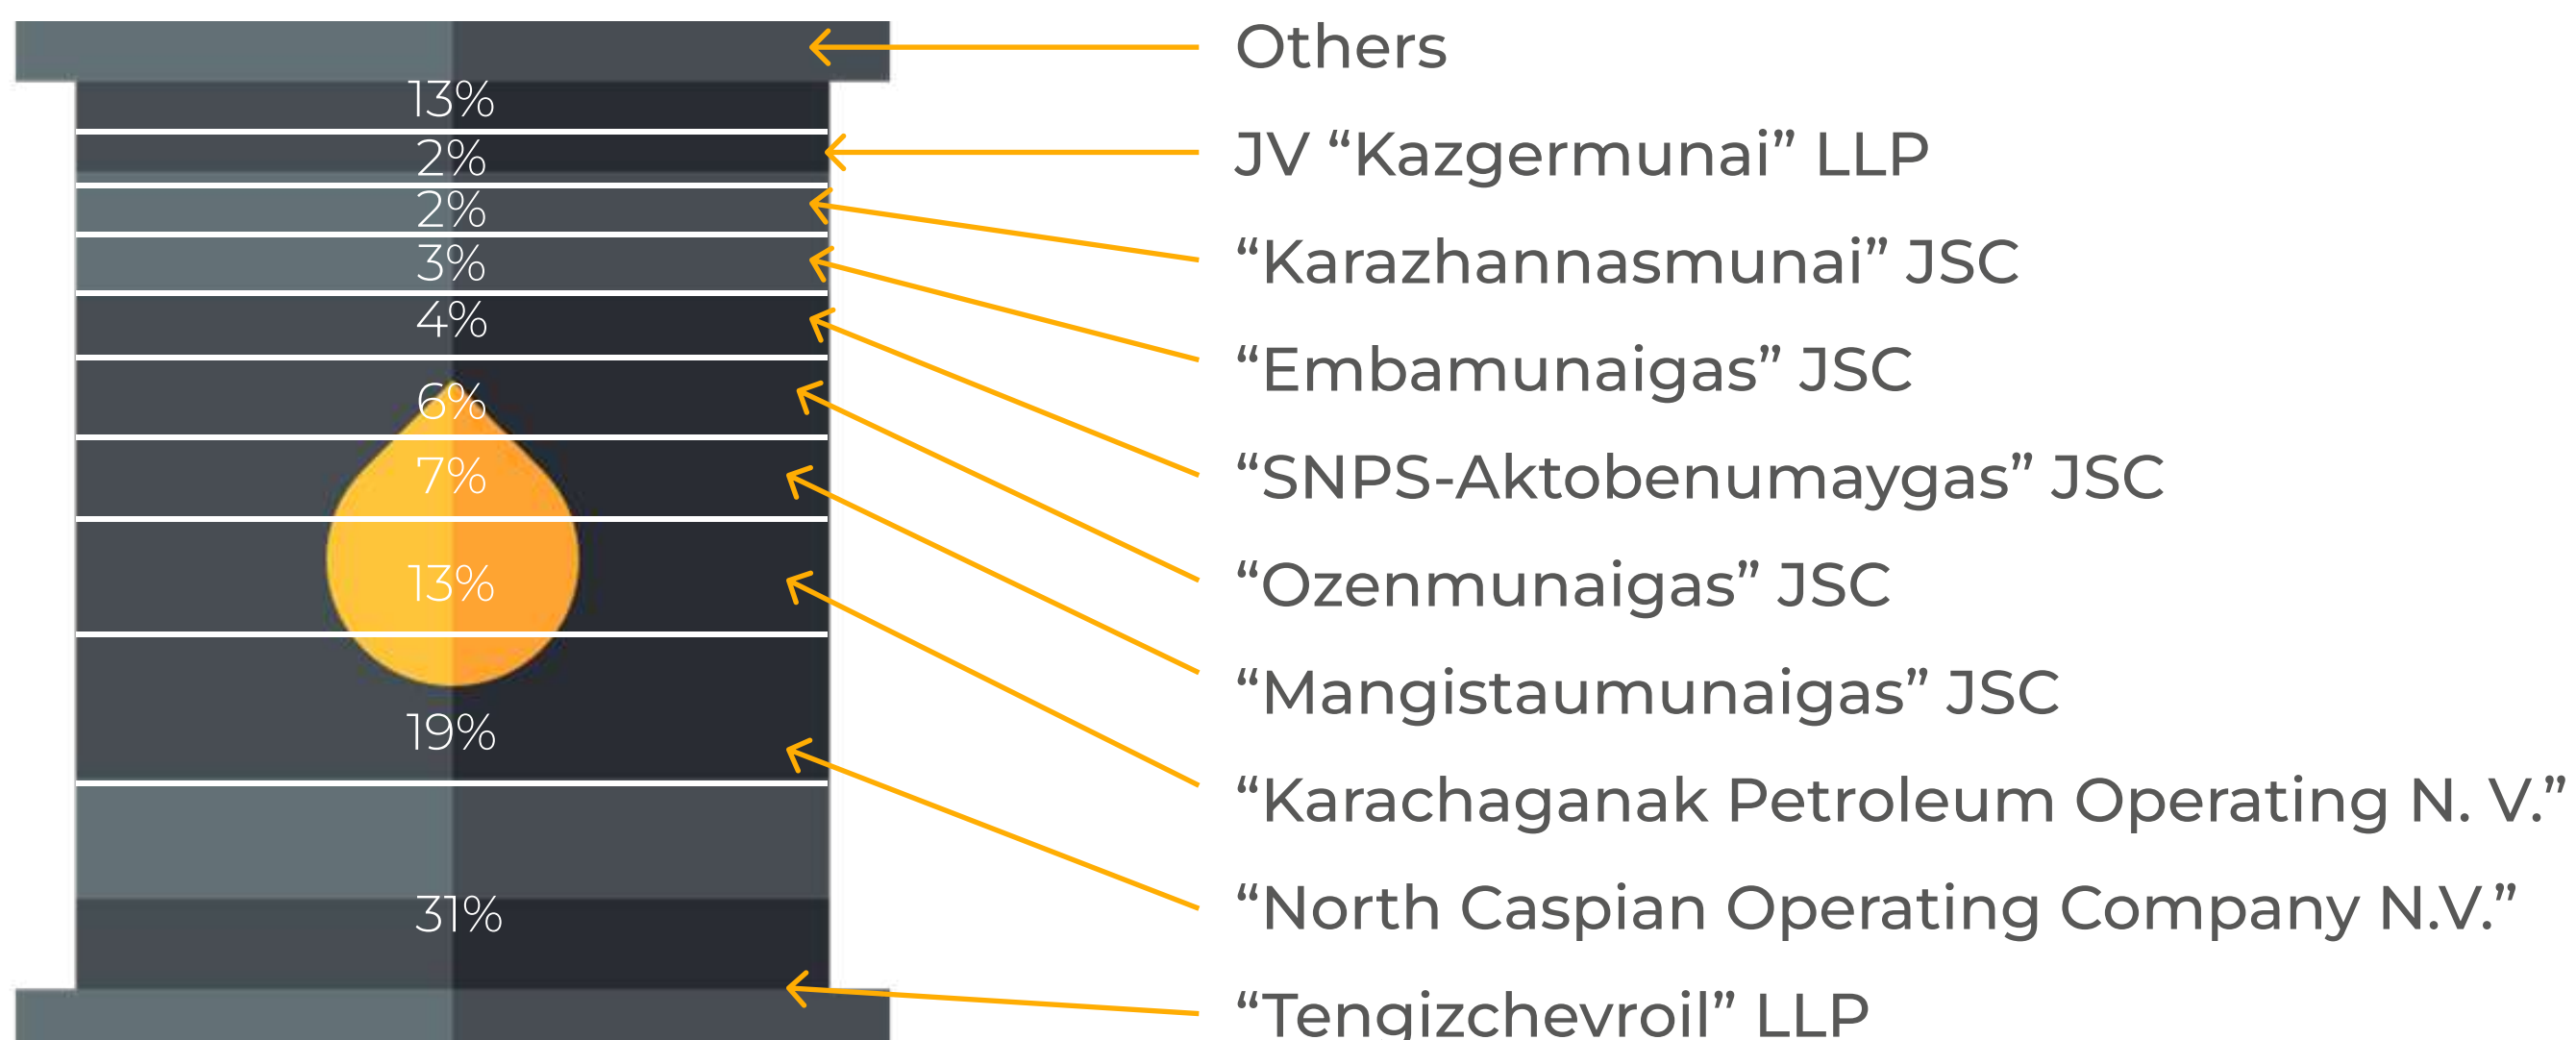 Others
13%
JV “Kazgermunai” LLP
2%
“Karazhannasmunai” JSC
2%
“Embamunaigas” JSC
3%
“SNPS-Aktobenumaygas” JSC
4%
“Ozenmunaigas” JSC
6%
“Mangistaumunaigas” JSC
7%
“Karachaganak Petroleum Operating N. V.”
13%
“North Caspian Operating Company N.V.”
19%
“Tengizchevroil” LLP
31%